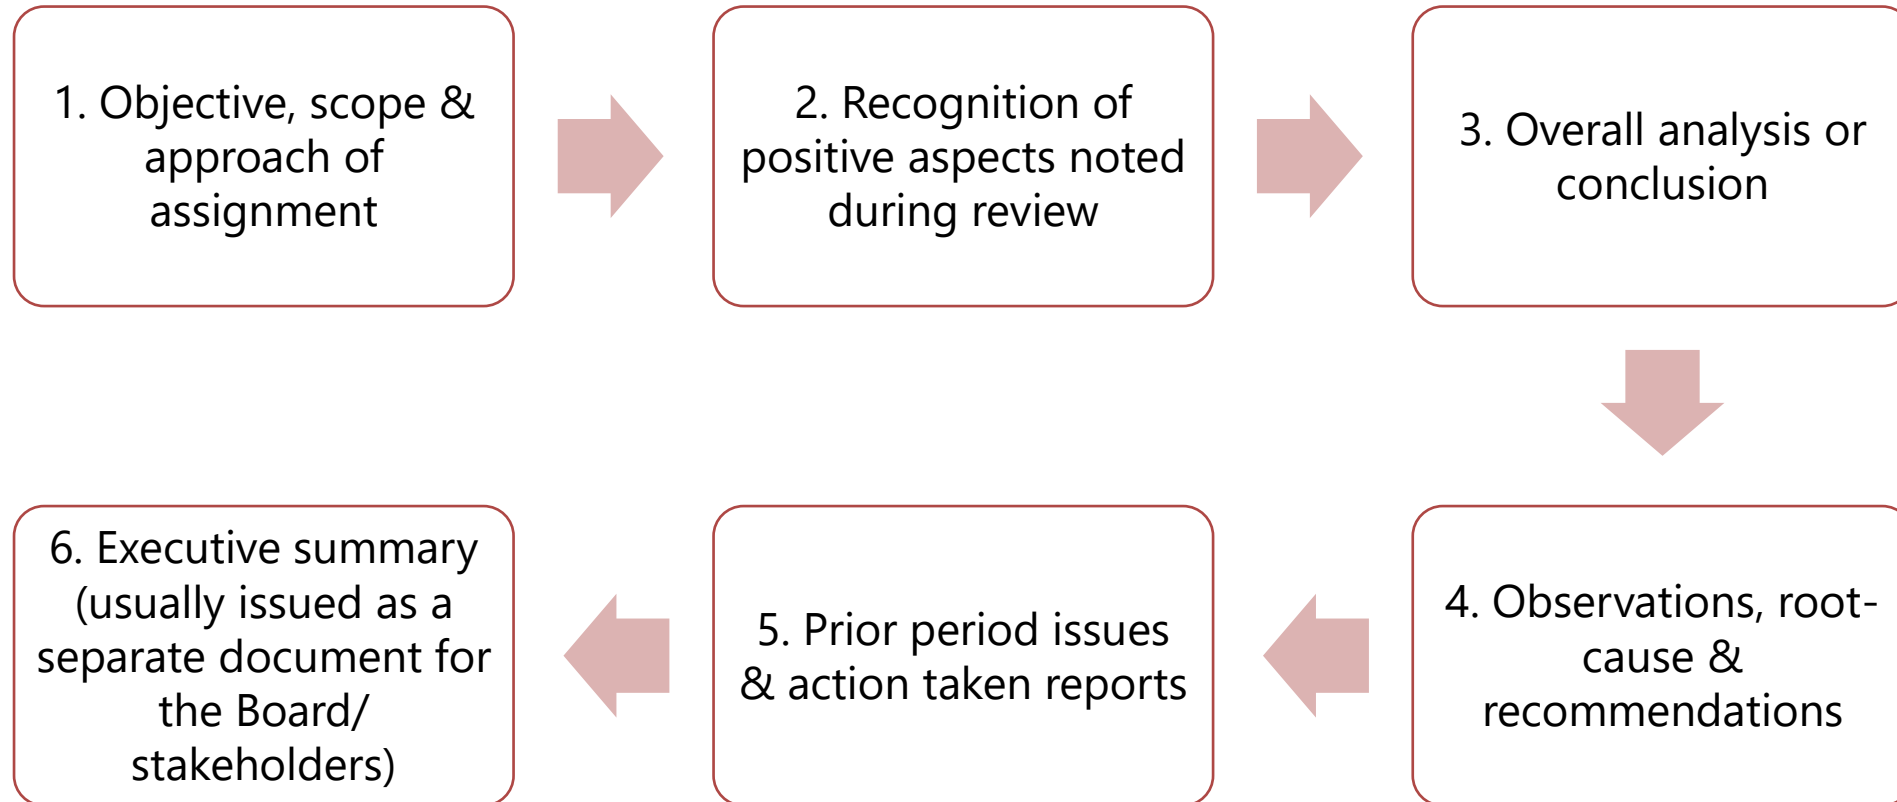 1. Objective, scope &
approach of
assignment
2. Recognition of
positive aspects noted
during review
3. Overall analysis or
conclusion
4. Observations, root-
cause &
recommendations
5. Prior period issues
& action taken reports
6. Executive summary
(usually issued as a
separate document for
the Board/
stakeholders)